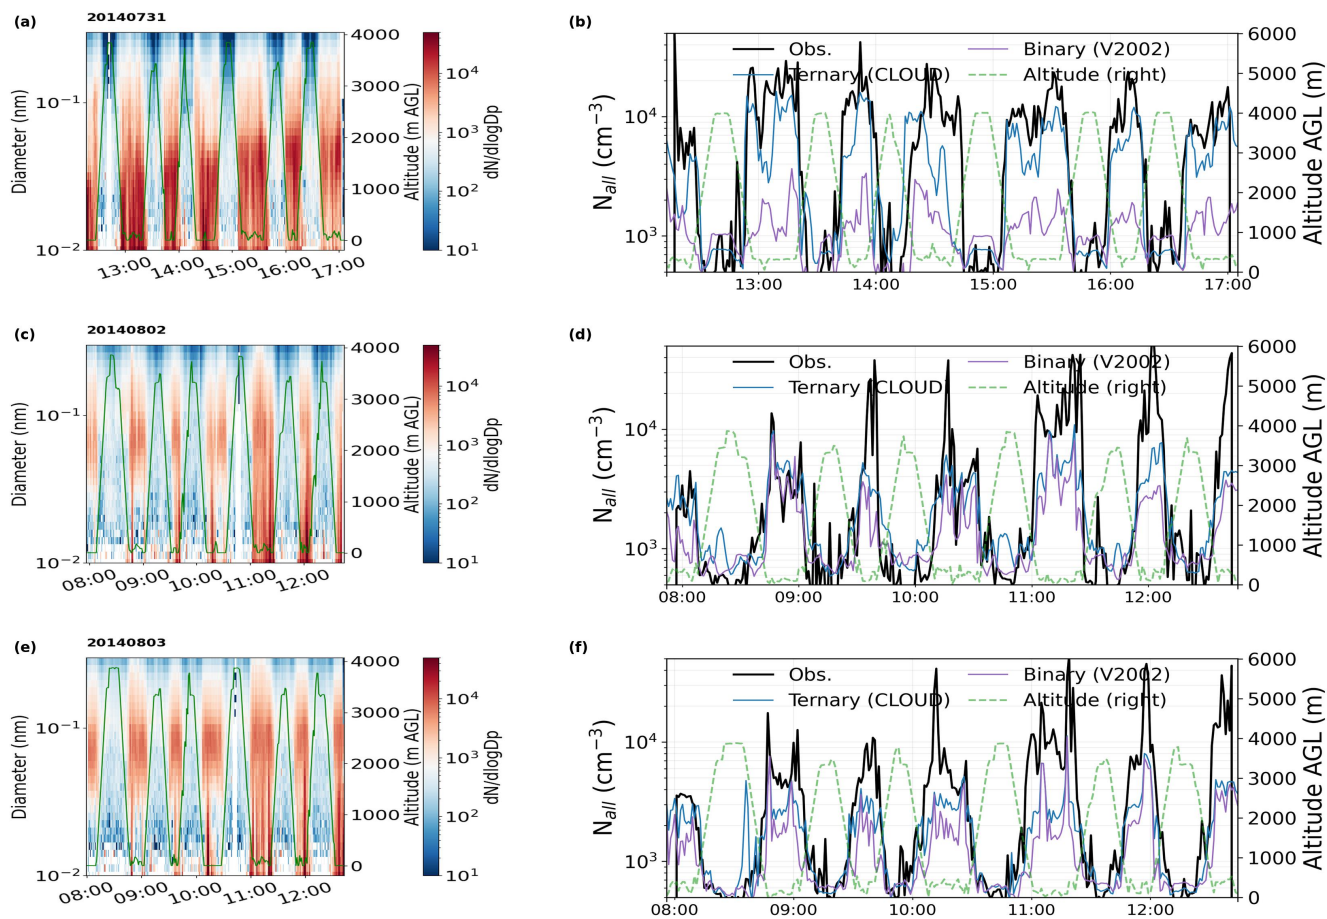 (a)
20140731
Diameter (nm)
10⁻¹
10⁻²
13:00 14:00 15:00 16:00 17:00
4000
3000
2000
1000
0
Altitude (m AGL)
10⁴
10³
10²
10¹
dN/dlogDp
(b)
N_all (cm⁻³)
10⁴
10³
Obs.
Ternary (CLOUD)
Binary (V2002)
Altitude (right)
13:00 14:00 15:00 16:00 17:00
6000
5000
4000
3000
2000
1000
0
Altitude AGL (m)
(c)
20140802
Diameter (nm)
10⁻¹
10⁻²
08:00 09:00 10:00 11:00 12:00
4000
3000
2000
1000
0
Altitude (m AGL)
10⁴
10³
10²
10¹
dN/dlogDp
(d)
N_all (cm⁻³)
10⁴
10³
Obs.
Ternary (CLOUD)
Binary (V2002)
Altitude (right)
08:00 09:00 10:00 11:00 12:00
6000
5000
4000
3000
2000
1000
0
Altitude AGL (m)
(e)
20140803
Diameter (nm)
10⁻¹
10⁻²
08:00 09:00 10:00 11:00 12:00
4000
3000
2000
1000
0
Altitude (m AGL)
10⁴
10³
10²
10¹
dN/dlogDp
(f)
N_all (cm⁻³)
10⁴
10³
Obs.
Ternary (CLOUD)
Binary (V2002)
Altitude (right)
08:00 09:00 10:00 11:00 12:00
6000
5000
4000
3000
2000
1000
0
Altitude AGL (m)